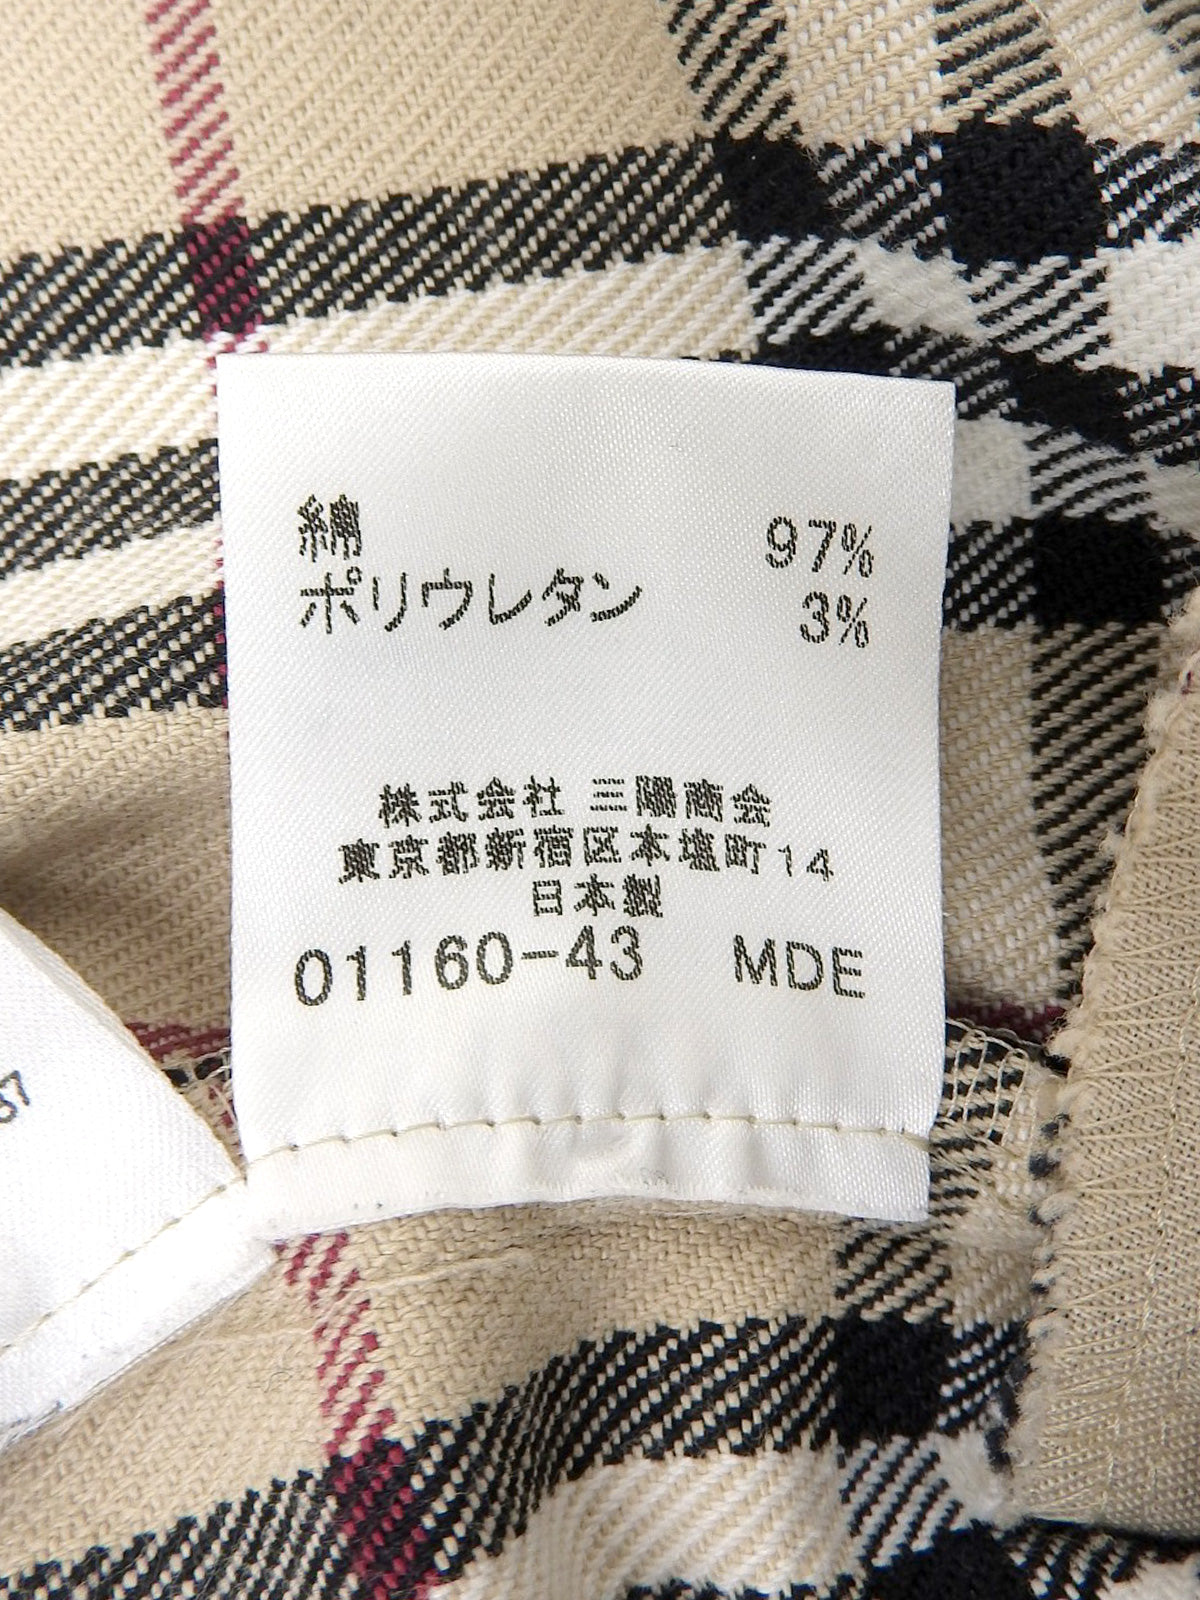 綿 97%
ポリウレタン 3%
株式会社 三陽商会
東京都新宿区本塩町14
日本製
01160-43 MDE
37